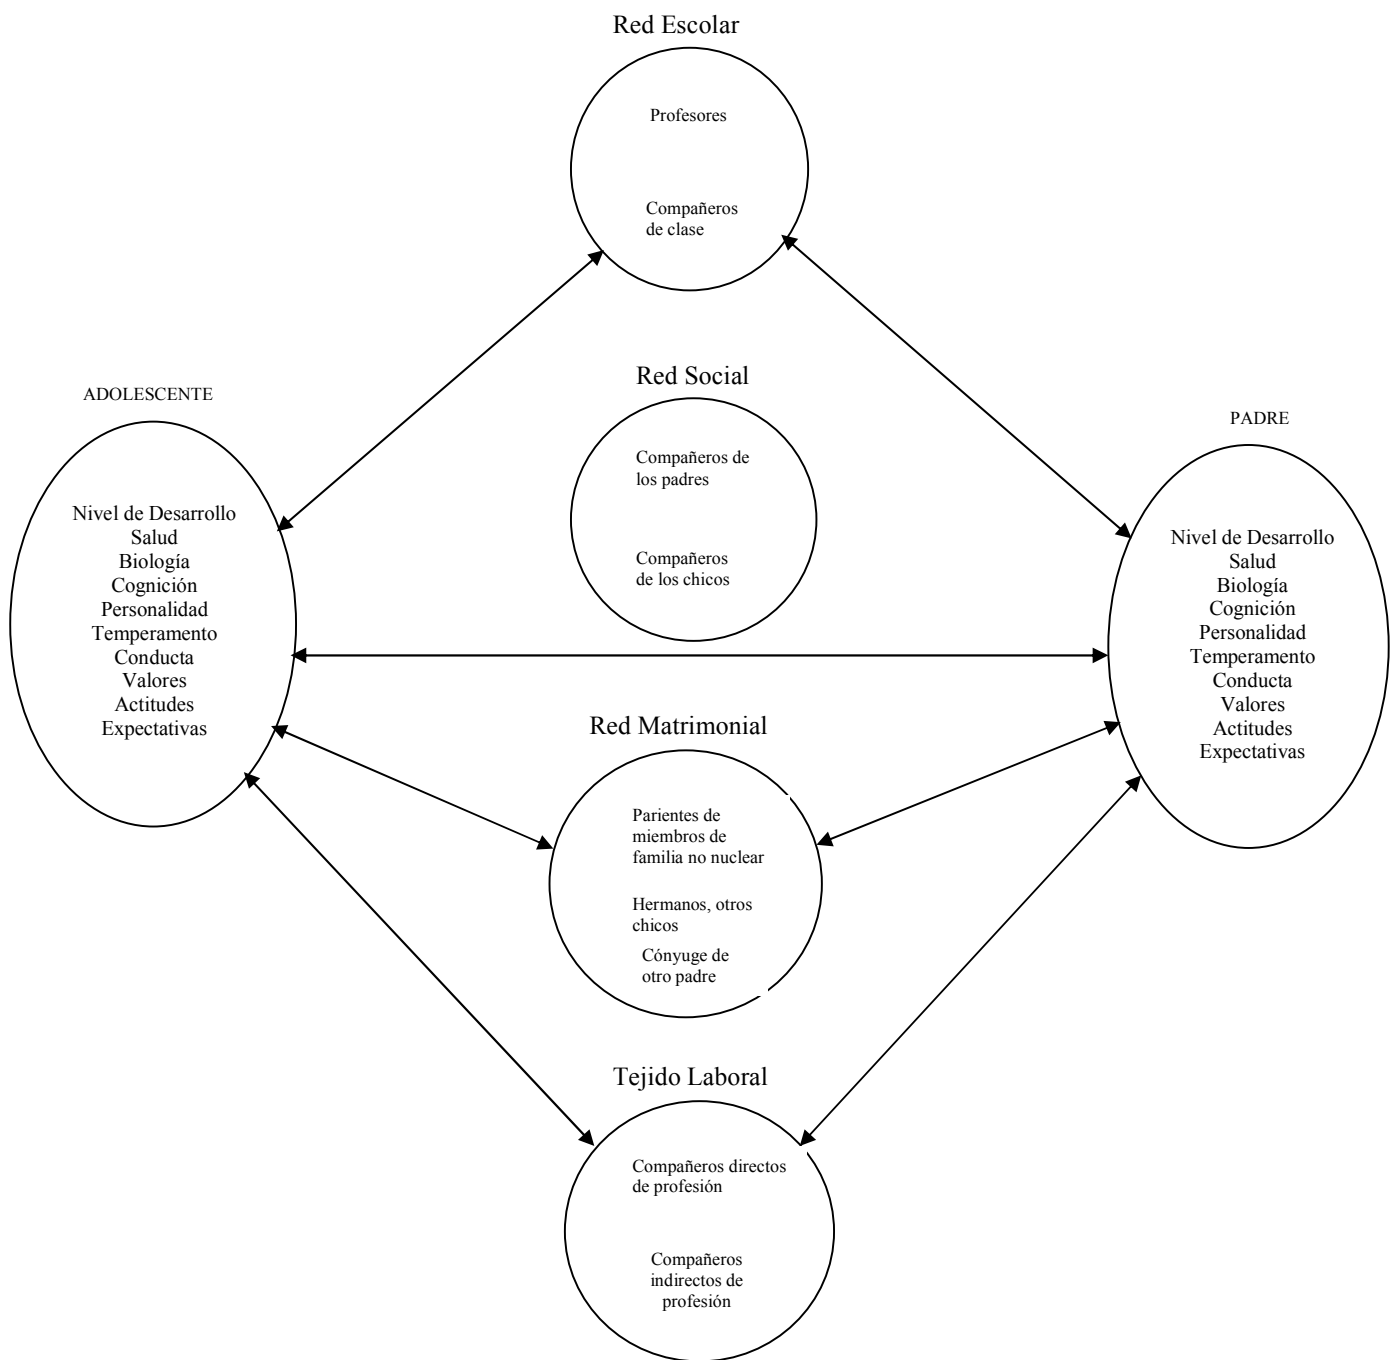 Red Escolar
Profesores
Compañeros
de clase
Red Social
Compañeros de
los padres
Compañeros
de los chicos
ADOLESCENTE
Nivel de Desarrollo
Salud
Biología
Cognición
Personalidad
Temperamento
Conducta
Valores
Actitudes
Expectativas
PADRE
Nivel de Desarrollo
Salud
Biología
Cognición
Personalidad
Temperamento
Conducta
Valores
Actitudes
Expectativas
Red Matrimonial
Parientes de
miembros de
familia no nuclear
Hermanos, otros
chicos
Cónyuge de
otro padre
Tejido Laboral
Compañeros directos
de profesión
Compañeros
indirectos de
profesión